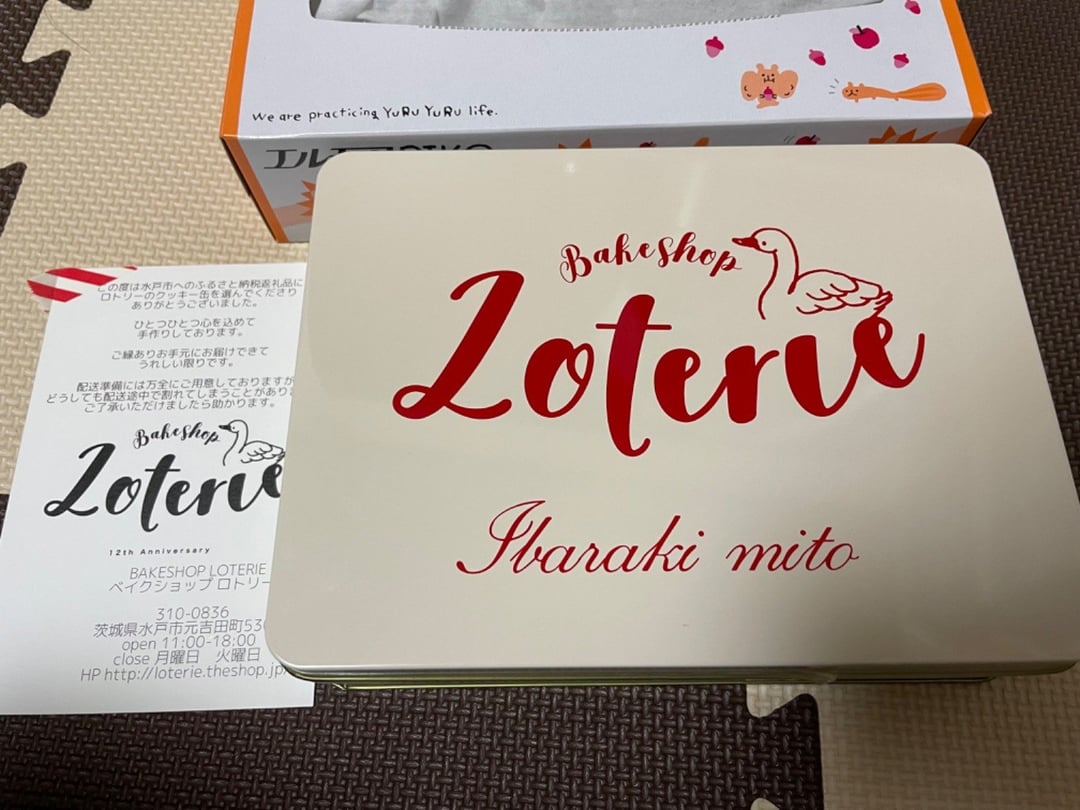 We are practicing YuRu YuRu life.
Bakeshop
Loterie
Ibaraki mito
この度は水戸市へのふるさと納税返礼品に
ロトリーのクッキー缶を選んでくださり
ありがとうございました。
ひとつひとつ心を込めて
手作りしております。
ご縁ありお手元にお届けできて
うれしい限りです。
配送準備には万全にご用意しておりますが
どうしても配送途中で割れてしまうことがあり
ご了承いただけましたら助かります。
Bakeshop
Loterie
12th Anniversary
BAKESHOP LOTERIE
ベイクショップ ロトリー
310-0836
茨城県水戸市元吉田町53
open 11:00-18:00
close 月曜日 火曜日
HP http://loterie.theshop.jp